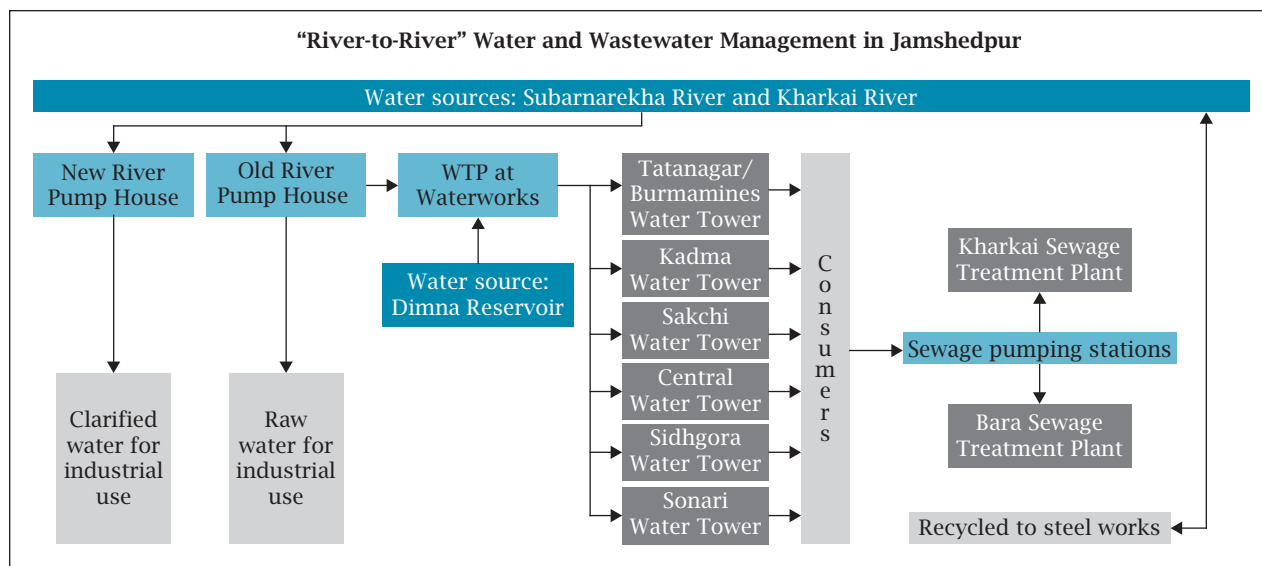 “River-to-River” Water and Wastewater Management in Jamshedpur
Water sources: Subarnarekha River and Kharkai River
New River
Pump House
Old River
Pump House
WTP at
Waterworks
Water source:
Dimna Reservoir
Clarified
water for
industrial
use
Raw
water for
industrial
use
Tatanagar/
Burmamines
Water Tower
Kadma
Water Tower
Sakchi
Water Tower
Central
Water Tower
Sidhgora
Water Tower
Sonari
Water Tower
Consumers
Kharkai Sewage
Treatment Plant
Sewage pumping stations
Bara Sewage
Treatment Plant
Recycled to steel works